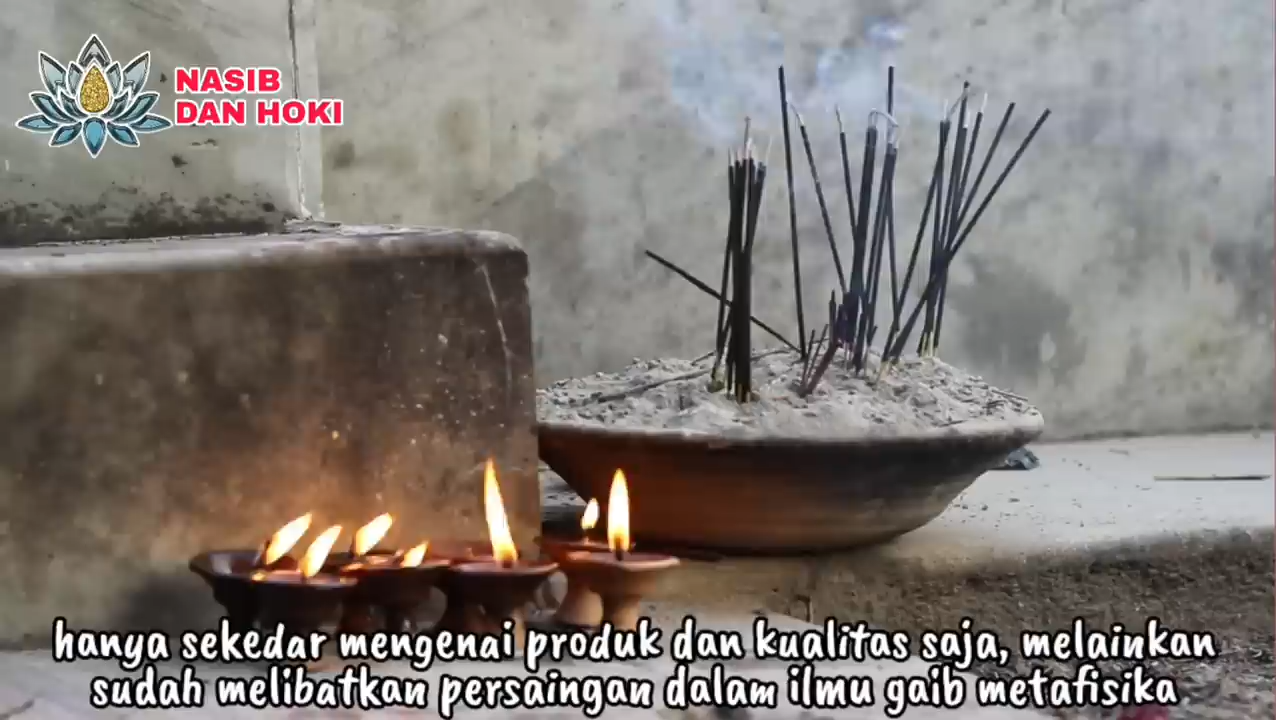 NASIB
DAN HOKI
hanya sekedar mengenai produk dan kualitas saja, melainkan
sudah melibatkan persaingan dalam ilmu gaib metafisika